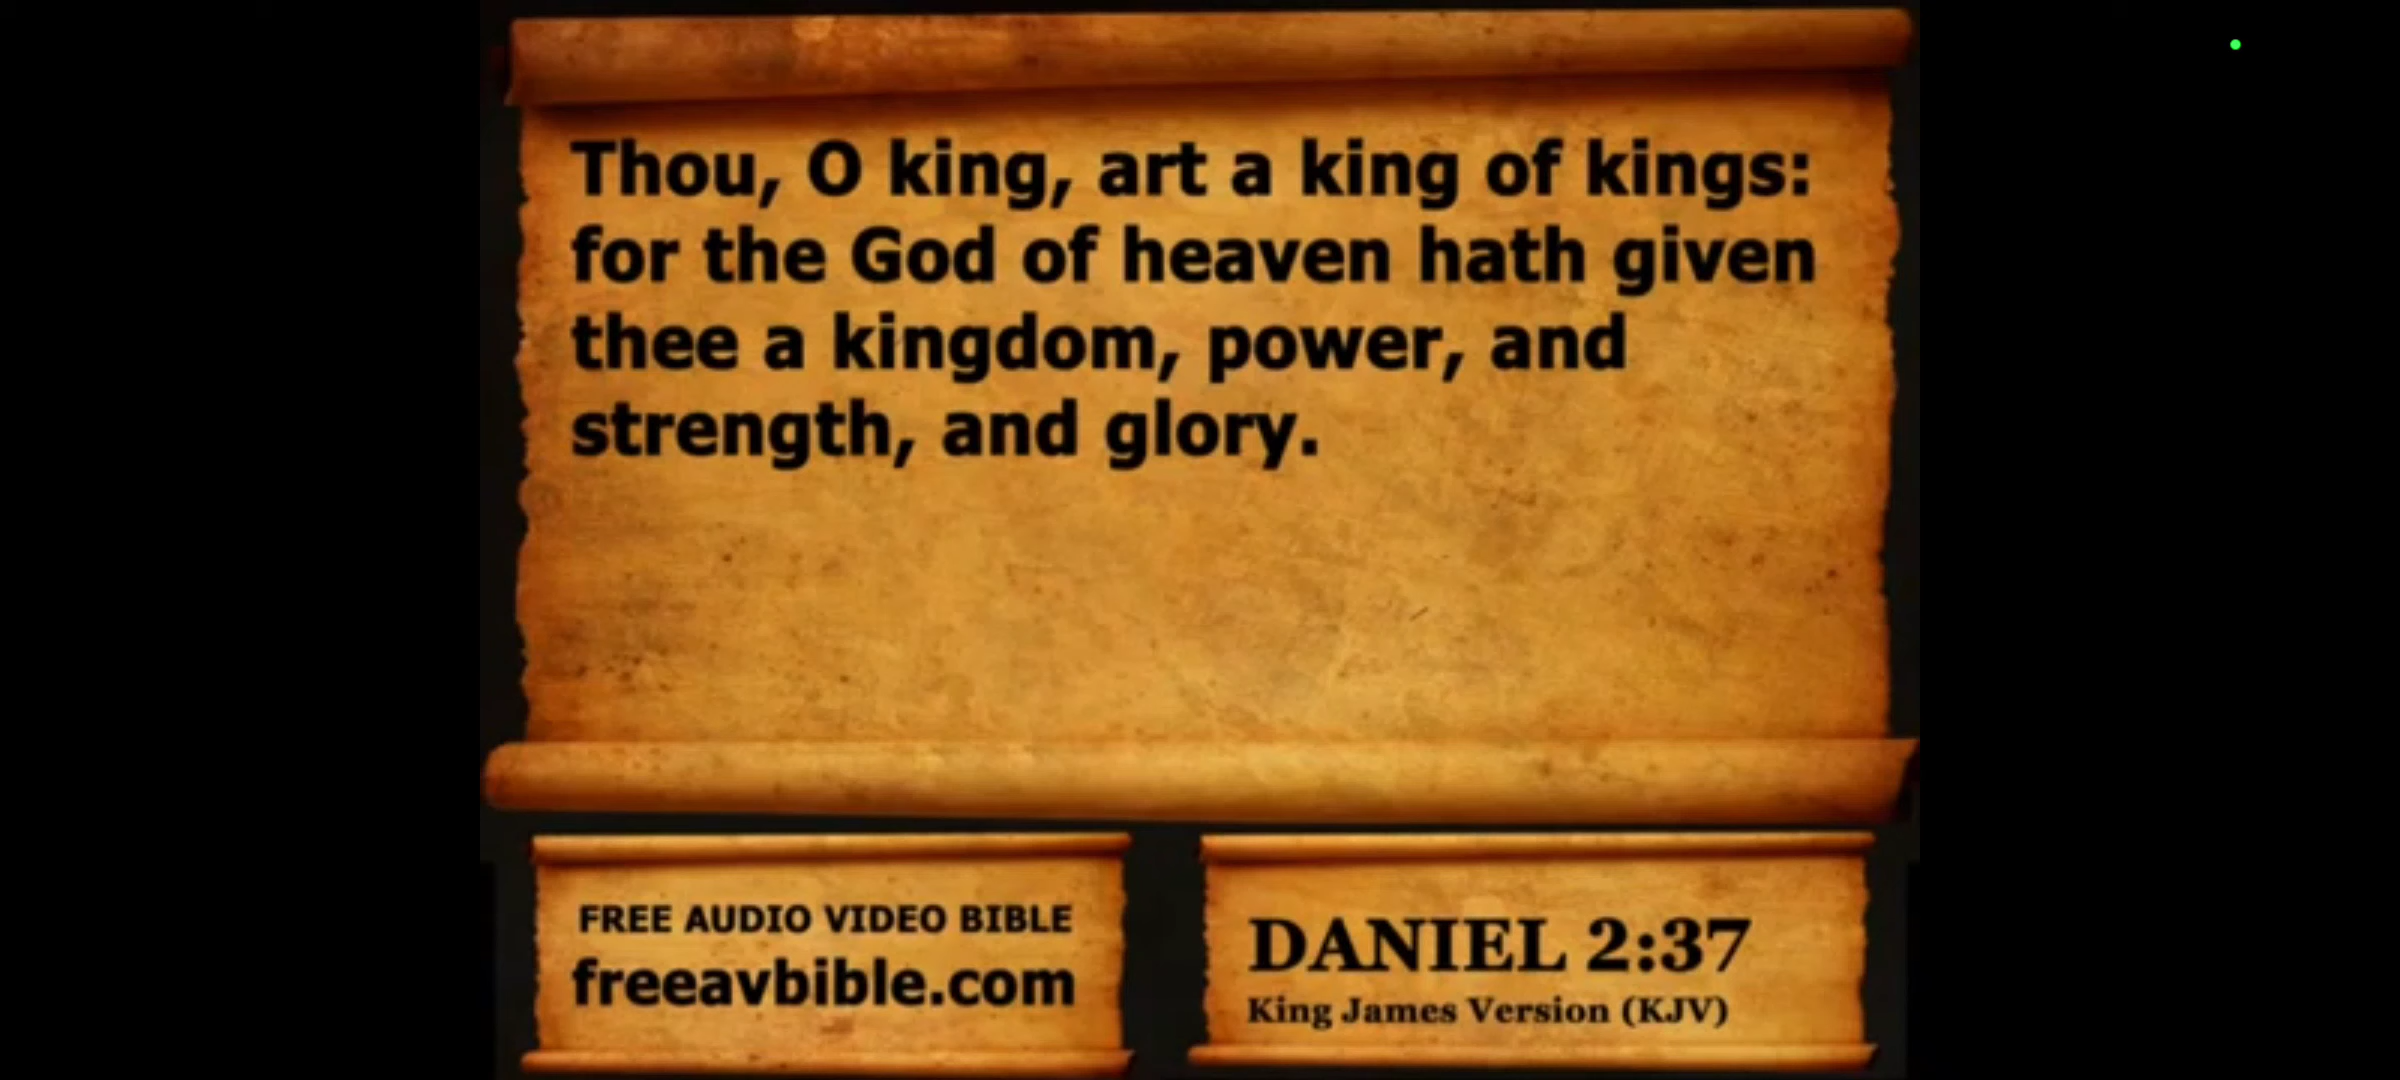 Thou, O king, art a king of kings:
for the God of heaven hath given
thee a kingdom, power, and
strength, and glory.
FREE AUDIO VIDEO BIBLE
freeavbible.com
DANIEL 2:37
King James Version (KJV)